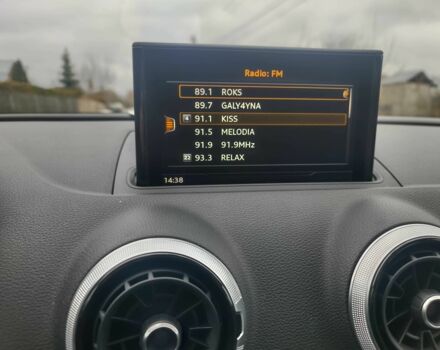 Radio: FM
89.1 ROKS
89.7 GALY4YNA
4 91.1 KISS
91.5 MELODIA
91.9 91.9MHz
93.3 RELAX
14:38